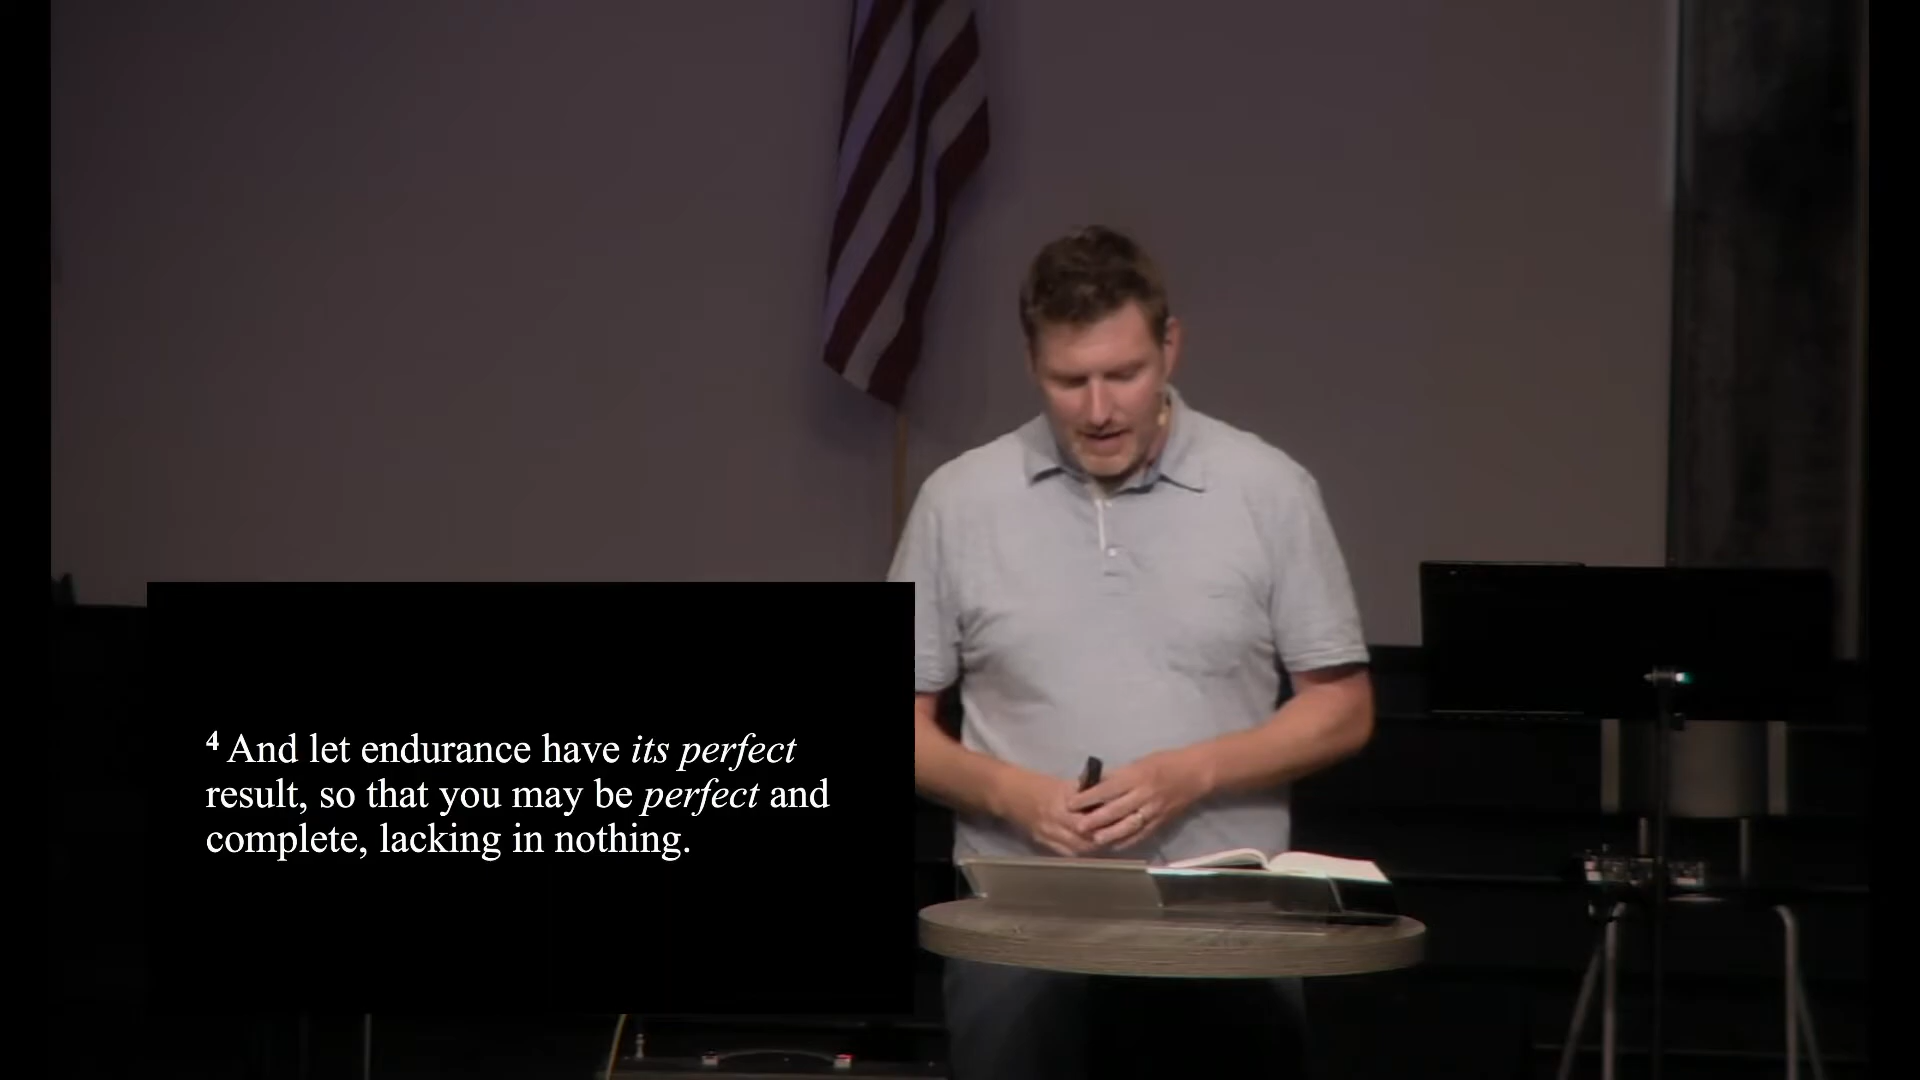 4 And let endurance have its perfect
result, so that you may be perfect and
complete, lacking in nothing.